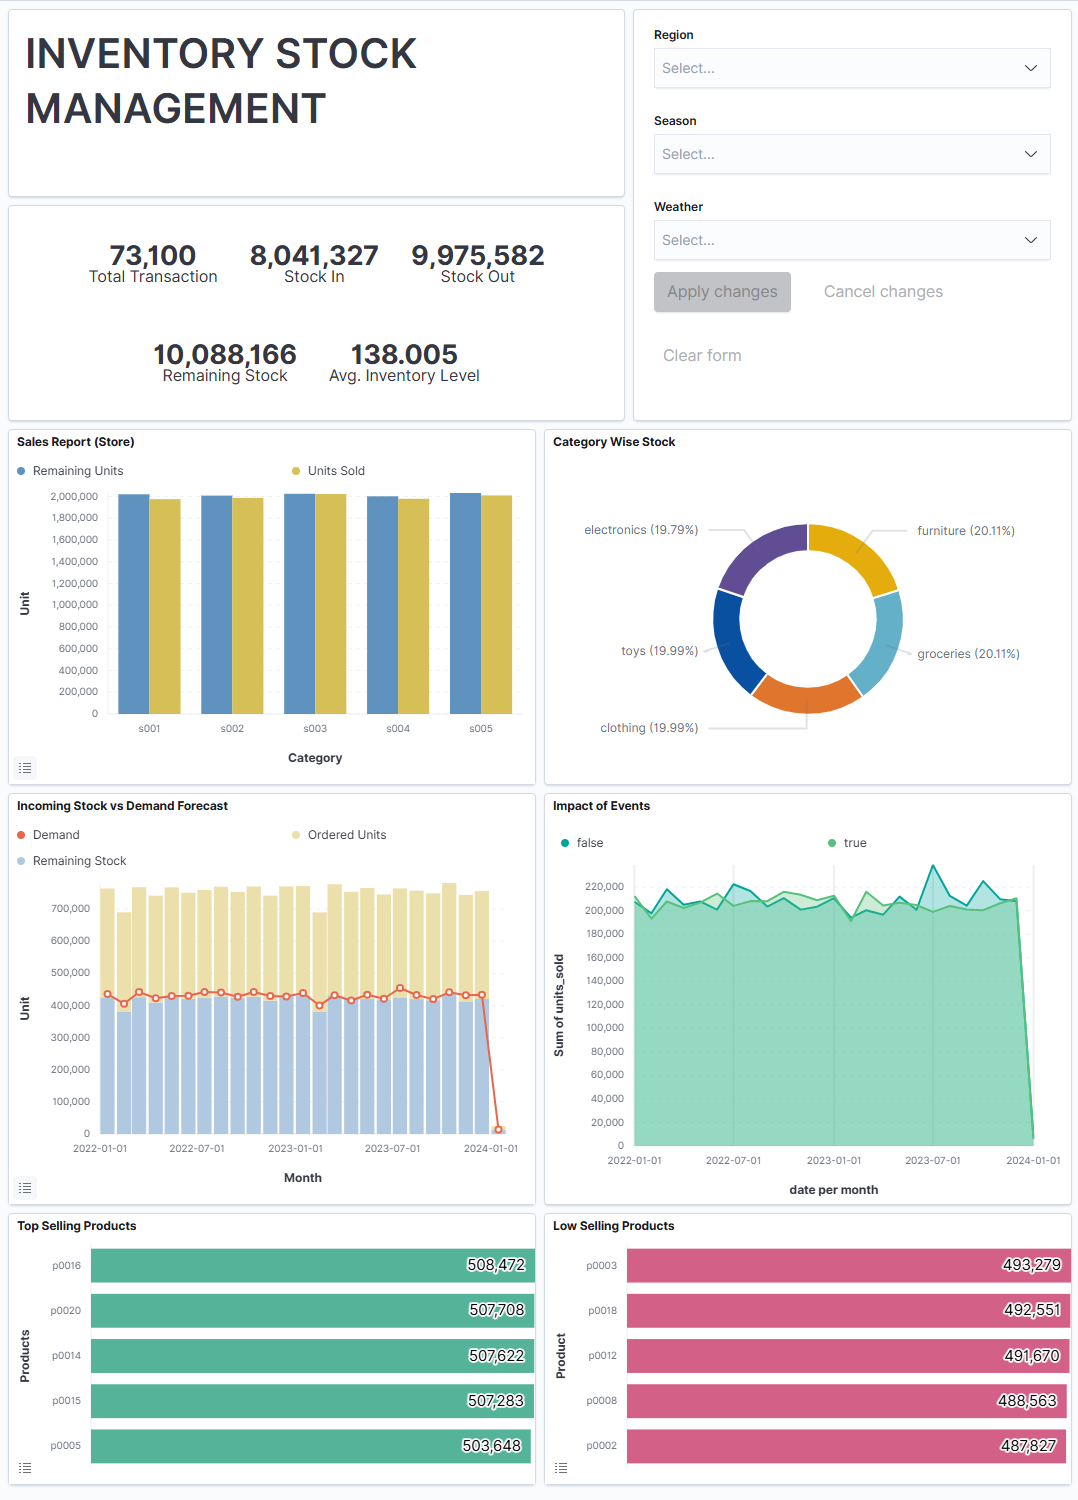 INVENTORY STOCK
MANAGEMENT
Region
Select...
Season
Select...
Weather
Select...
Apply changes
Cancel changes
Clear form
73,100
Total Transaction
8,041,327
Stock In
9,975,582
Stock Out
10,088,166
Remaining Stock
138.005
Avg. Inventory Level
Sales Report (Store)
Remaining Units
Units Sold
2,000,000
1,800,000
1,600,000
1,400,000
1,200,000
1,000,000
800,000
600,000
400,000
200,000
0
Unit
s001
s002
s003
s004
s005
Category
Category Wise Stock
electronics (19.79%)
furniture (20.11%)
toys (19.99%)
groceries (20.11%)
clothing (19.99%)
Incoming Stock vs Demand Forecast
Demand
Ordered Units
Remaining Stock
700,000
600,000
500,000
400,000
300,000
200,000
100,000
0
Unit
2022-01-01
2022-07-01
2023-01-01
2023-07-01
2024-01-01
Month
Impact of Events
false
true
220,000
200,000
180,000
160,000
140,000
120,000
100,000
80,000
60,000
40,000
20,000
0
Sum of units_sold
2022-01-01
2022-07-01
2023-01-01
2023-07-01
2024-01-01
date per month
Top Selling Products
Products
p0016
508,472
p0020
507,708
p0014
507,622
p0015
507,283
p0005
503,648
Low Selling Products
Product
p0003
493,279
p0018
492,551
p0012
491,670
p0008
488,563
p0002
487,827